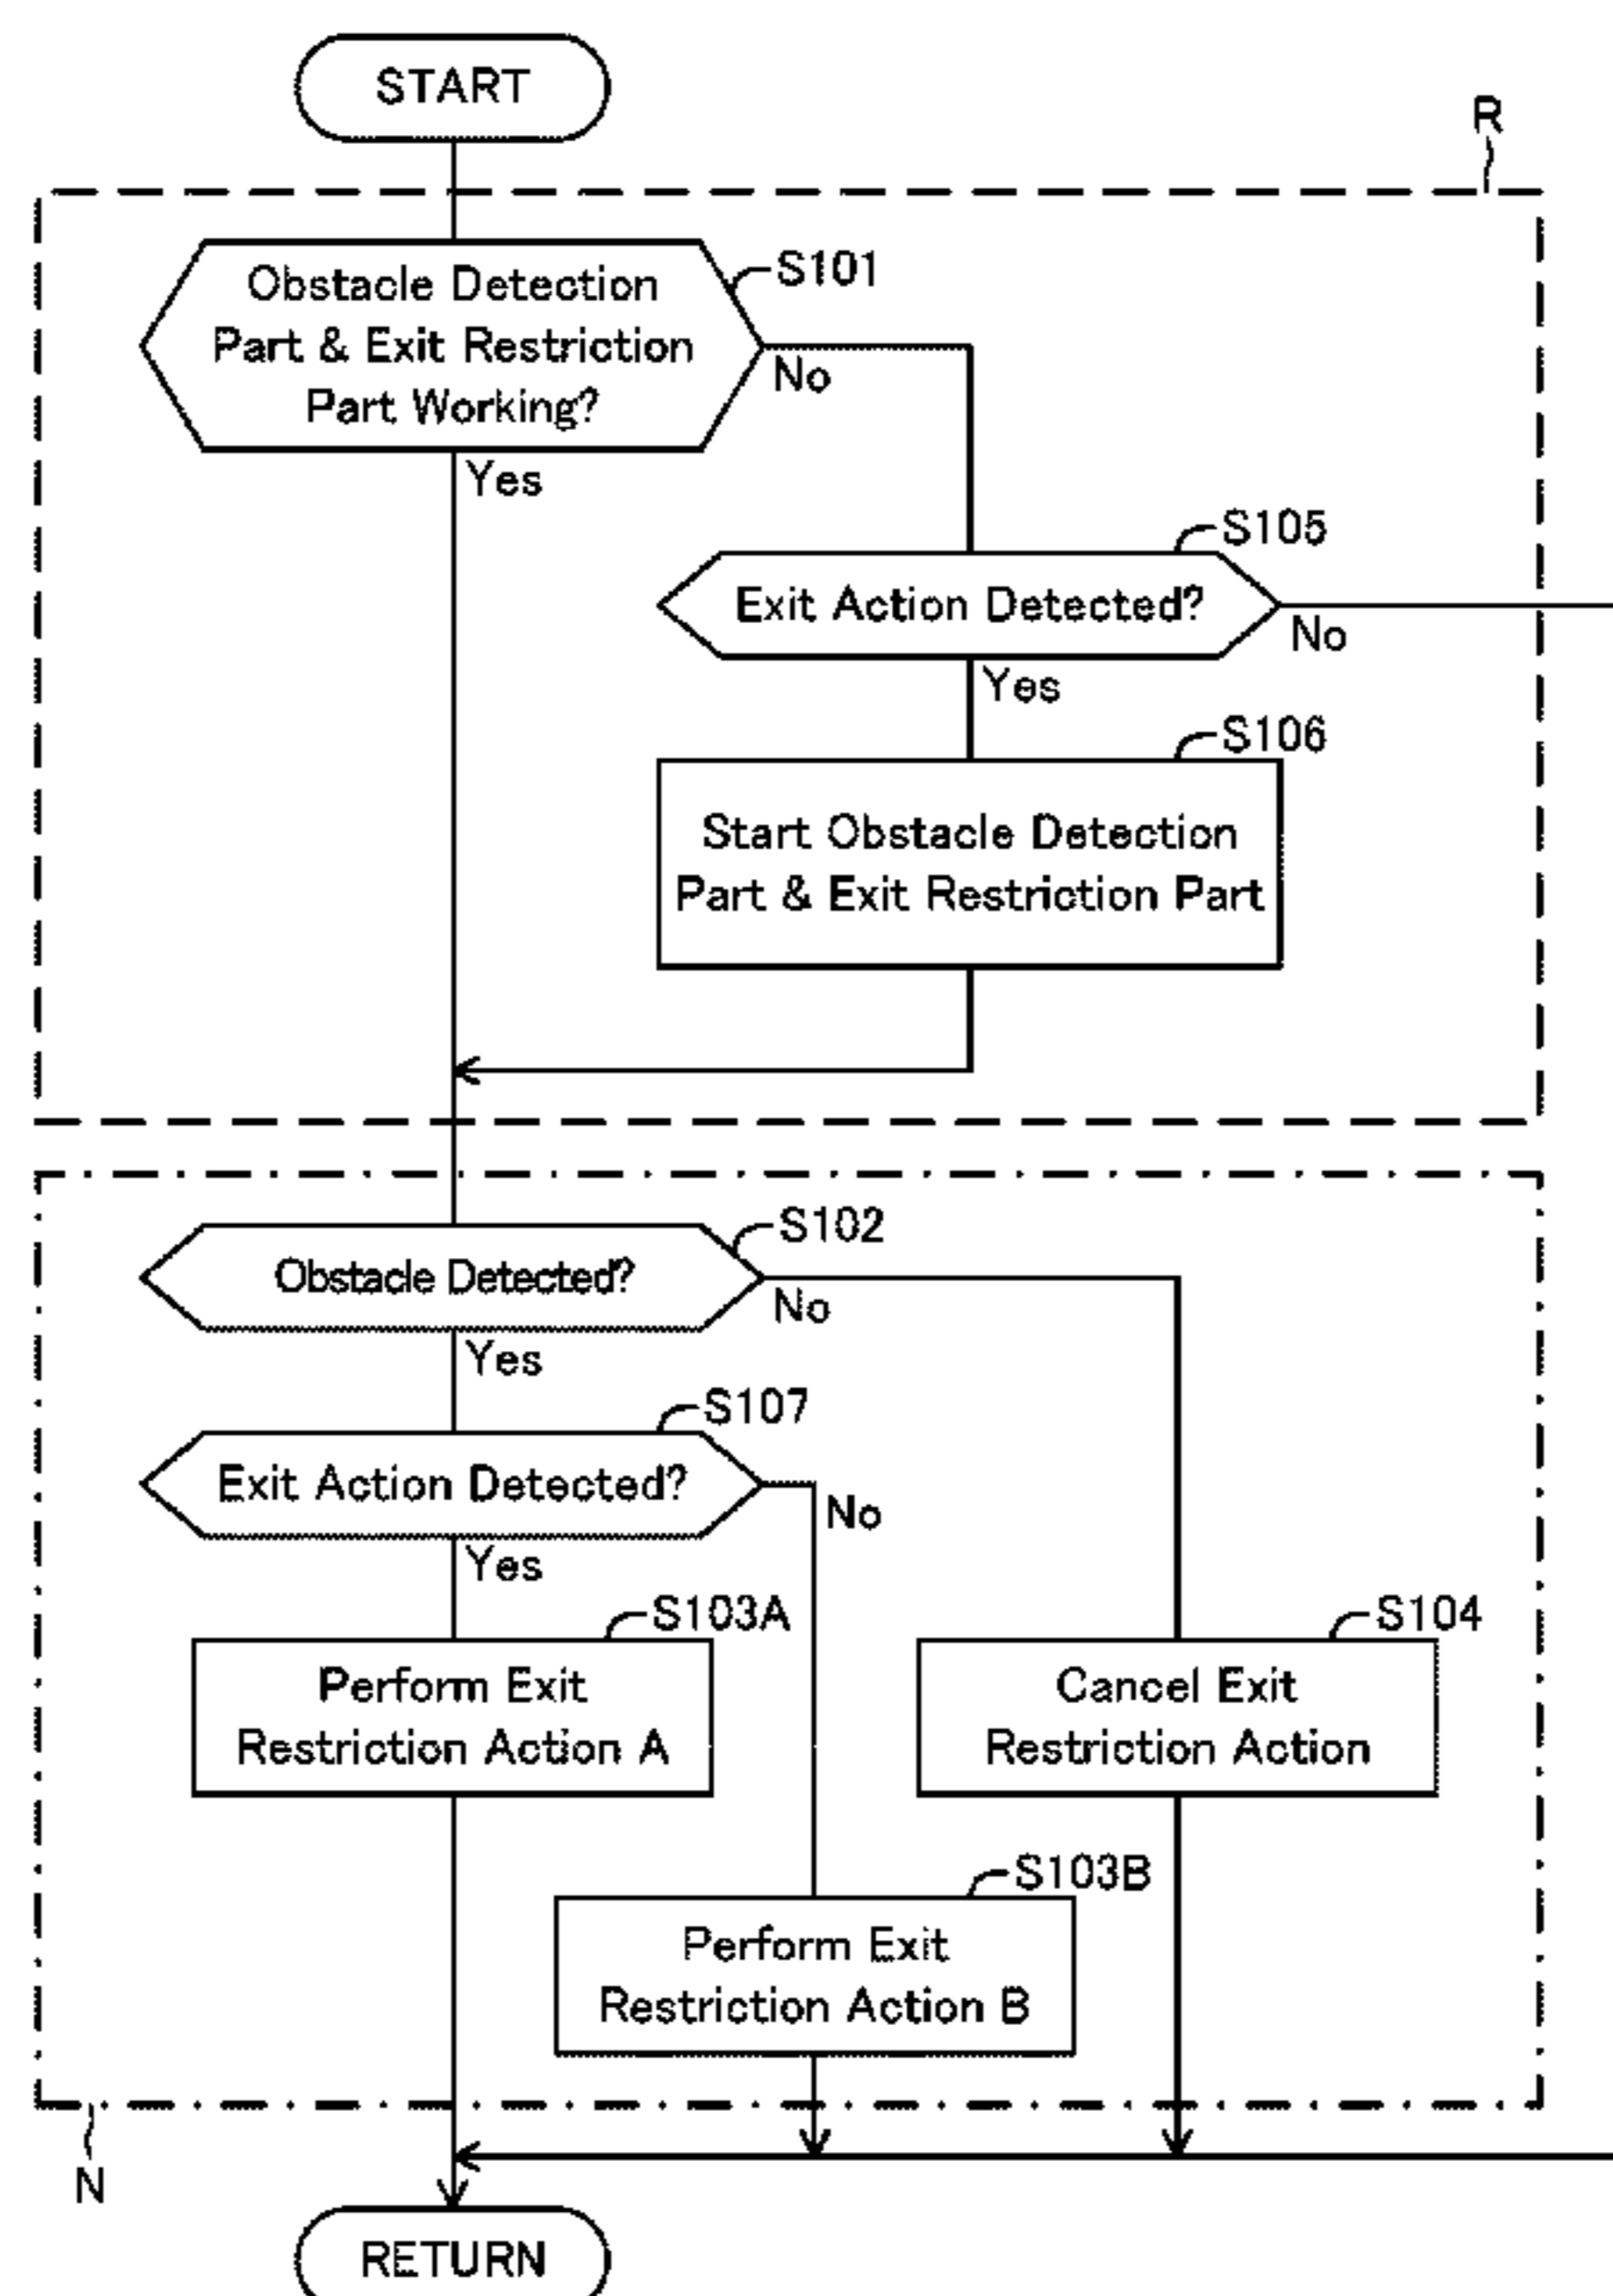 START
R
S101
Obstacle Detection
Part & Exit Restriction
Part Working?
No
Yes
S105
Exit Action Detected?
No
Yes
S106
Start Obstacle Detection
Part & Exit Restriction Part
S102
Obstacle Detected?
No
Yes
S107
Exit Action Detected?
No
Yes
S103A
Perform Exit
Restriction Action A
S104
Cancel Exit
Restriction Action
S103B
Perform Exit
Restriction Action B
N
RETURN